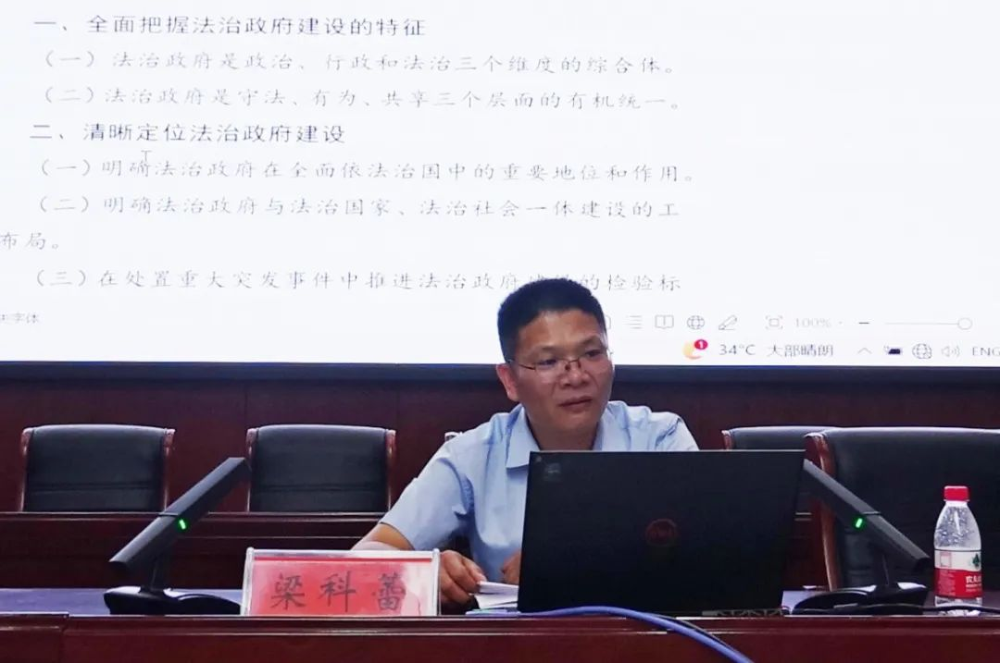 一、全面把握法治政府建设的特征
（一）法治政府是政治、行政和法治三个维度的综合体。
（二）法治政府是守法、有为、共享三个层面的有机统一。
二、清晰定位法治政府建设
（一）明确法治政府在全面依法治国中的重要地位和作用。
（二）明确法治政府与法治国家、法治社会一体建设的工
布局。
（三）在处置重大突发事件中推进法治政府建设的检验标
字体
100%
1
34°C 大部晴朗
ENG
DELL
梁科蕾
农夫山